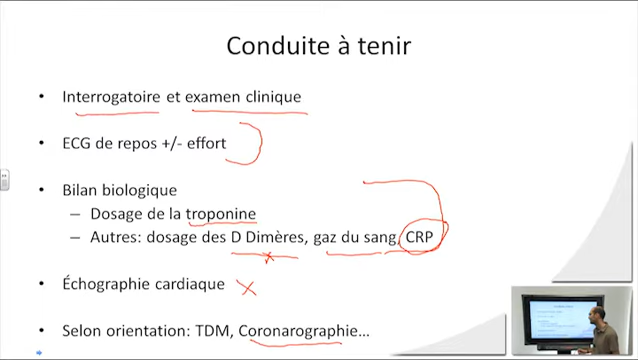 Conduite à tenir
• Interrogatoire et examen clinique
• ECG de repos +/- effort
• Bilan biologique
– Dosage de la troponine
– Autres: dosage des D Dimères, gaz du sang, CRP
• Échographie cardiaque
• Selon orientation: TDM, Coronarographie...